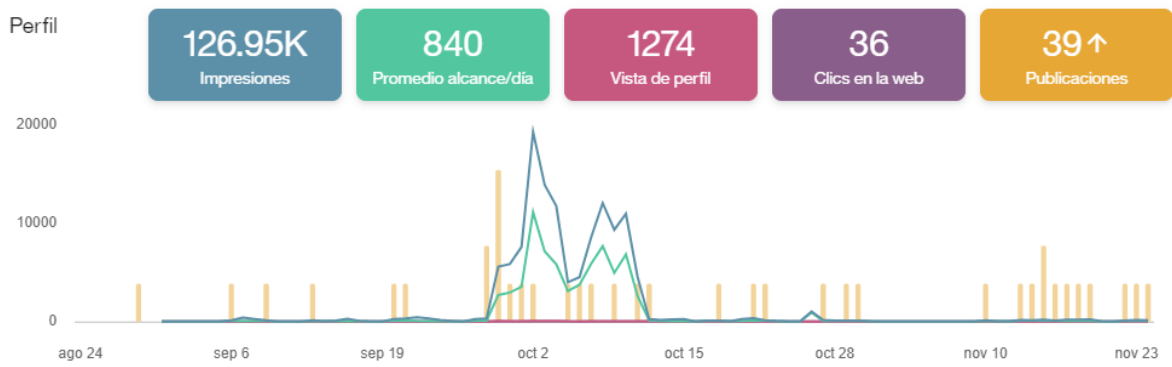 Perfil
126.95K
Impresiones
840
Promedio alcance/día
1274
Vista de perfil
36
Clics en la web
39↑
Publicaciones
20000
10000
0
ago 24 sep 6 sep 19 oct 2 oct 15 oct 28 nov 10 nov 23